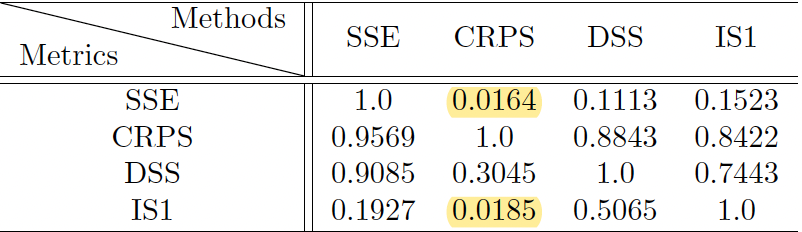 Methods
Metrics
SSE CRPS DSS IS1
SSE 1.0 0.0164 0.1113 0.1523
CRPS 0.9569 1.0 0.8843 0.8422
DSS 0.9085 0.3045 1.0 0.7443
IS1 0.1927 0.0185 0.5065 1.0